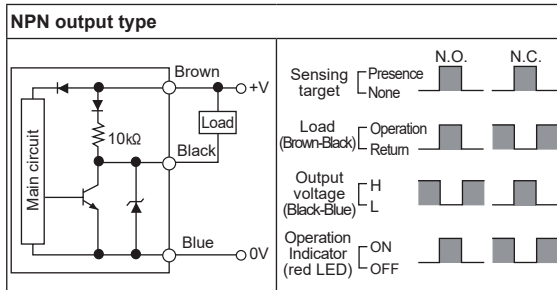 NPN output type
Main circuit
10kΩ
Brown
+V
Load
Black
Blue
0V
N.O.
N.C.
Sensing
target
Presence
None
Load
(Brown-Black)
Operation
Return
Output
voltage
(Black-Blue)
H
L
Operation
Indicator
(red LED)
ON
OFF